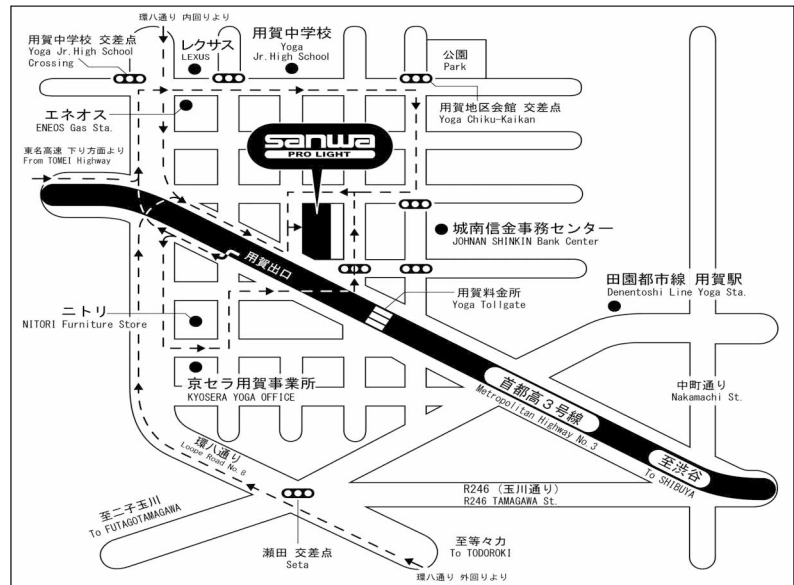 環八通り 内回りより
用賀中学校 交差点
Yoga Jr. High School
Crossing
レクサス
LEXUS
用賀中学校
Yoga
Jr.High School
公園
Park
エネオス
ENEOS Gas Sta.
用賀地区会館 交差点
Yoga Chiku-Kaikan
東名高速 下り方面より
From TOMEI Highway
sanwa
PRO LIGHT
城南信金事務センター
JOHNAN SHINKIN Bank Center
用賀出口
用賀料金所
Yoga Tollgate
田園都市線 用賀駅
Denentoshi Line Yoga Sta.
ニトリ
NITORI Furniture Store
京セラ用賀事業所
KYOSERA YOGA OFFICE
首都高3号線
Metropolitan Highway No 3
中町通り
Nakamachi St.
環八通り
Loope Road No.8
至渋谷
To SHIBUYA
至二子玉川
To FUTAGOTAMAGAWA
R246 (玉川通り)
R246 TAMAGAWA St.
瀬田 交差点
Seta
至等々力
To TODOROKI
環八通り 外回りより